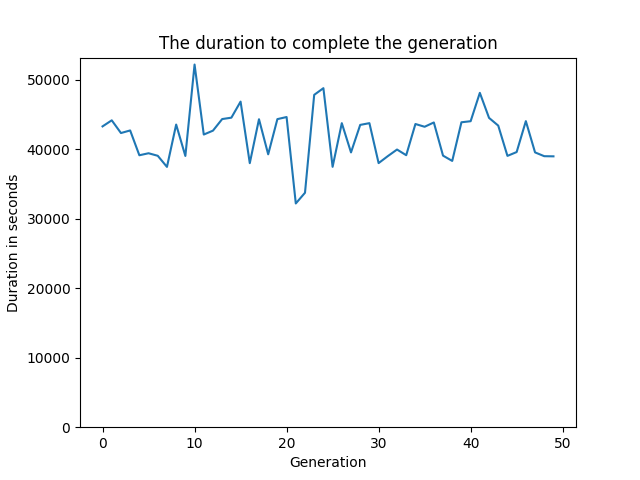 The duration to complete the generation
50000
40000
30000
20000
10000
0
Duration in seconds
0 10 20 30 40 50
Generation